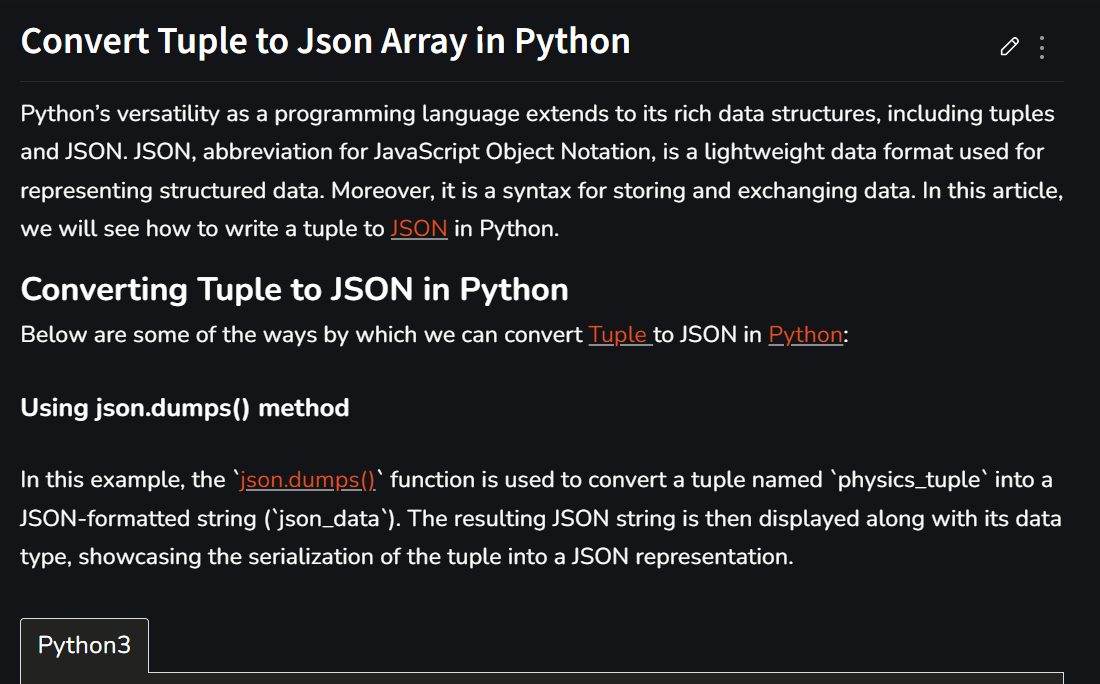 Convert Tuple to Json Array in Python
Python’s versatility as a programming language extends to its rich data structures, including tuples
and JSON. JSON, abbreviation for JavaScript Object Notation, is a lightweight data format used for
representing structured data. Moreover, it is a syntax for storing and exchanging data. In this article,
we will see how to write a tuple to JSON in Python.
Converting Tuple to JSON in Python
Below are some of the ways by which we can convert Tuple to JSON in Python:
Using json.dumps() method
In this example, the `json.dumps()` function is used to convert a tuple named `physics_tuple` into a
JSON-formatted string (`json_data`). The resulting JSON string is then displayed along with its data
type, showcasing the serialization of the tuple into a JSON representation.
Python3